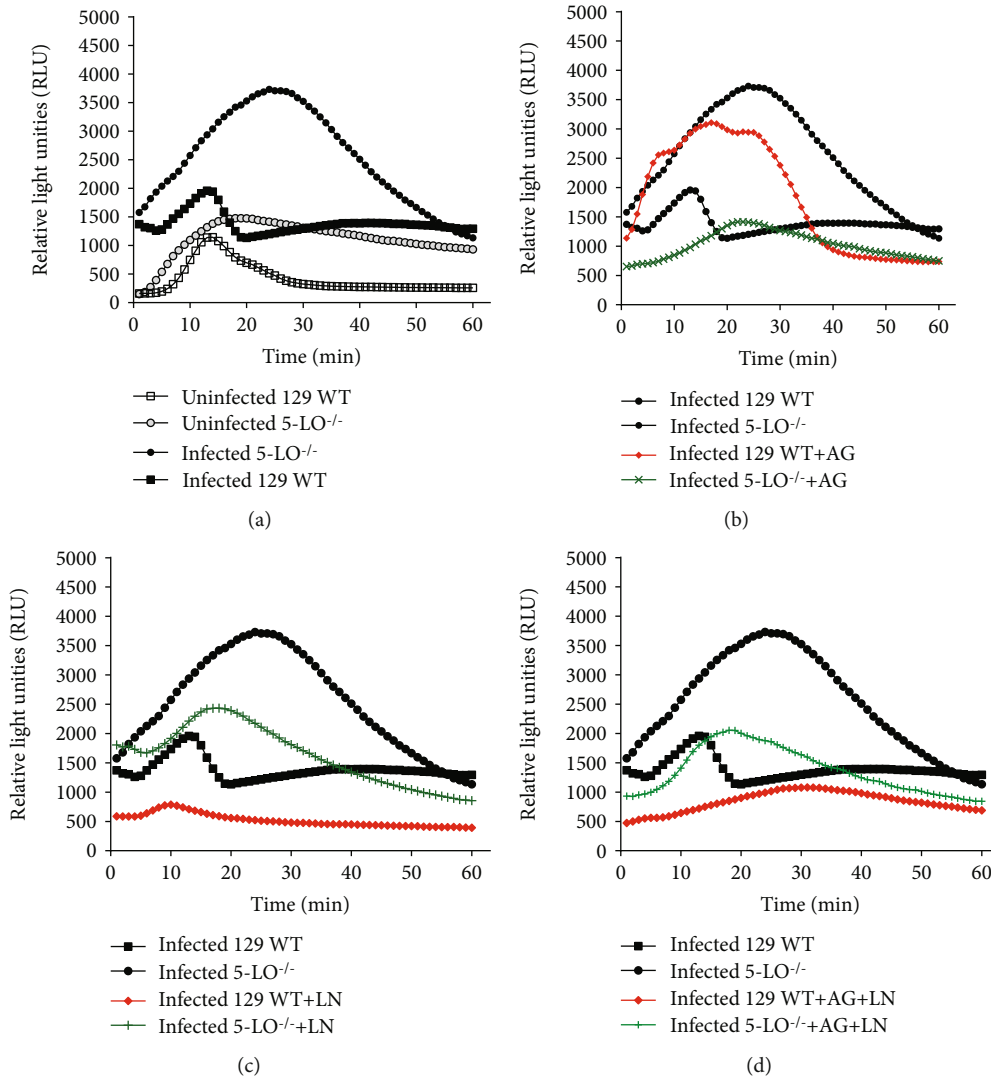 Relative light unities (RLU)
5000
4500
4000
3500
3000
2500
2000
1500
1000
500
0
0 10 20 30 40 50 60
Time (min)
Uninfected 129 WT
Uninfected 5-LO-/-
Infected 5-LO-/-
Infected 129 WT
(a)
Relative light unities (RLU)
5000
4500
4000
3500
3000
2500
2000
1500
1000
500
0
0 10 20 30 40 50 60
Time (min)
Infected 129 WT
Infected 5-LO-/-
Infected 129 WT+AG
Infected 5-LO-/-+AG
(b)
Relative light unities (RLU)
5000
4500
4000
3500
3000
2500
2000
1500
1000
500
0
0 10 20 30 40 50 60
Time (min)
Infected 129 WT
Infected 5-LO-/-
Infected 129 WT+LN
Infected 5-LO-/-+LN
(c)
Relative light unities (RLU)
5000
4500
4000
3500
3000
2500
2000
1500
1000
500
0
0 10 20 30 40 50 60
Time (min)
Infected 129 WT
Infected 5-LO-/-
Infected 129 WT+AG+LN
Infected 5-LO-/-+AG+LN
(d)